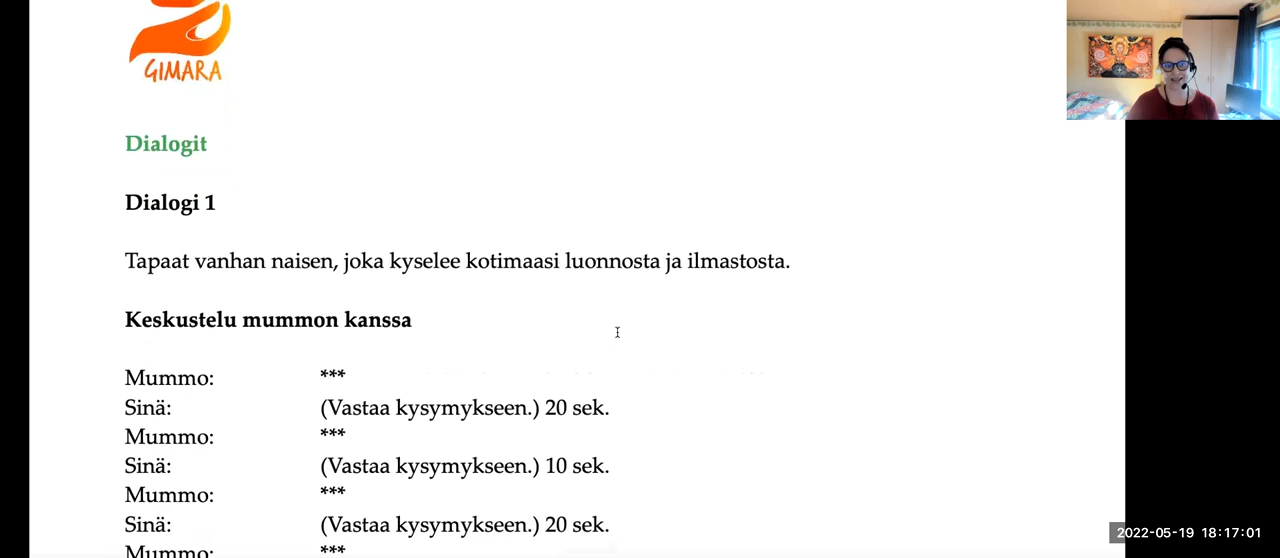 GIMARA
Dialogit
Dialogi 1
Tapaat vanhan naisen, joka kyselee kotimaasi luonnosta ja ilmastosta.
Keskustelu mummon kanssa
Mummo: ***
Sinä: (Vastaa kysymykseen.) 20 sek.
Mummo: ***
Sinä: (Vastaa kysymykseen.) 10 sek.
Mummo: ***
Sinä: (Vastaa kysymykseen.) 20 sek.
Mummo: ***
2022-05-19 18:17:01